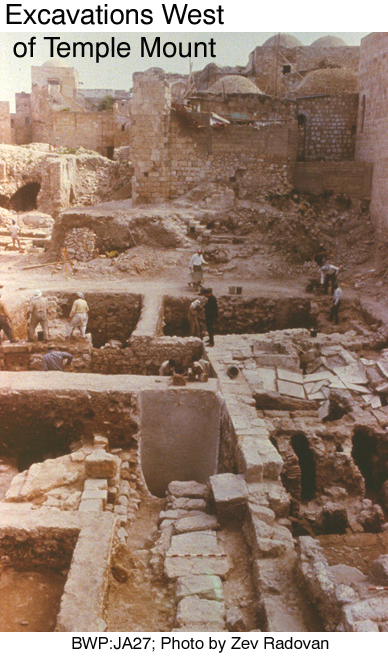 Excavations West
of Temple Mount
BWP:JA27; Photo by Zev Radovan